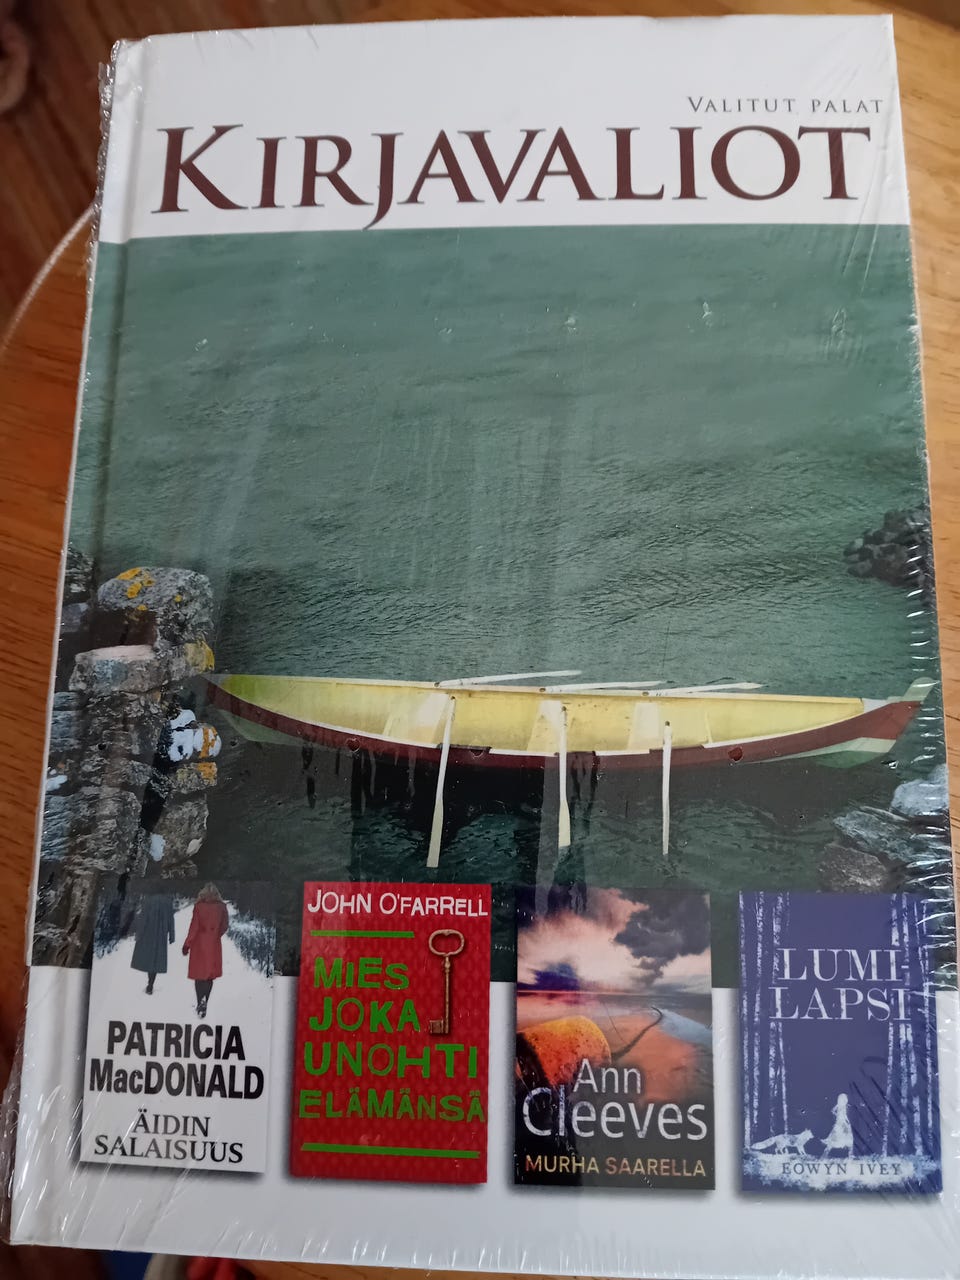 VALITUT PALAT
KIRJAVALIOT
PATRICIA
MacDONALD
ÄIDIN
SALAISUUS
JOHN O'FARRELL
MIES
JOKA
UNOHTI
ELÄMÄNSÄ
Ann
Cleeves
MURHA SAARELLA
LUMI-
LAPSI
EOWYN IVEY